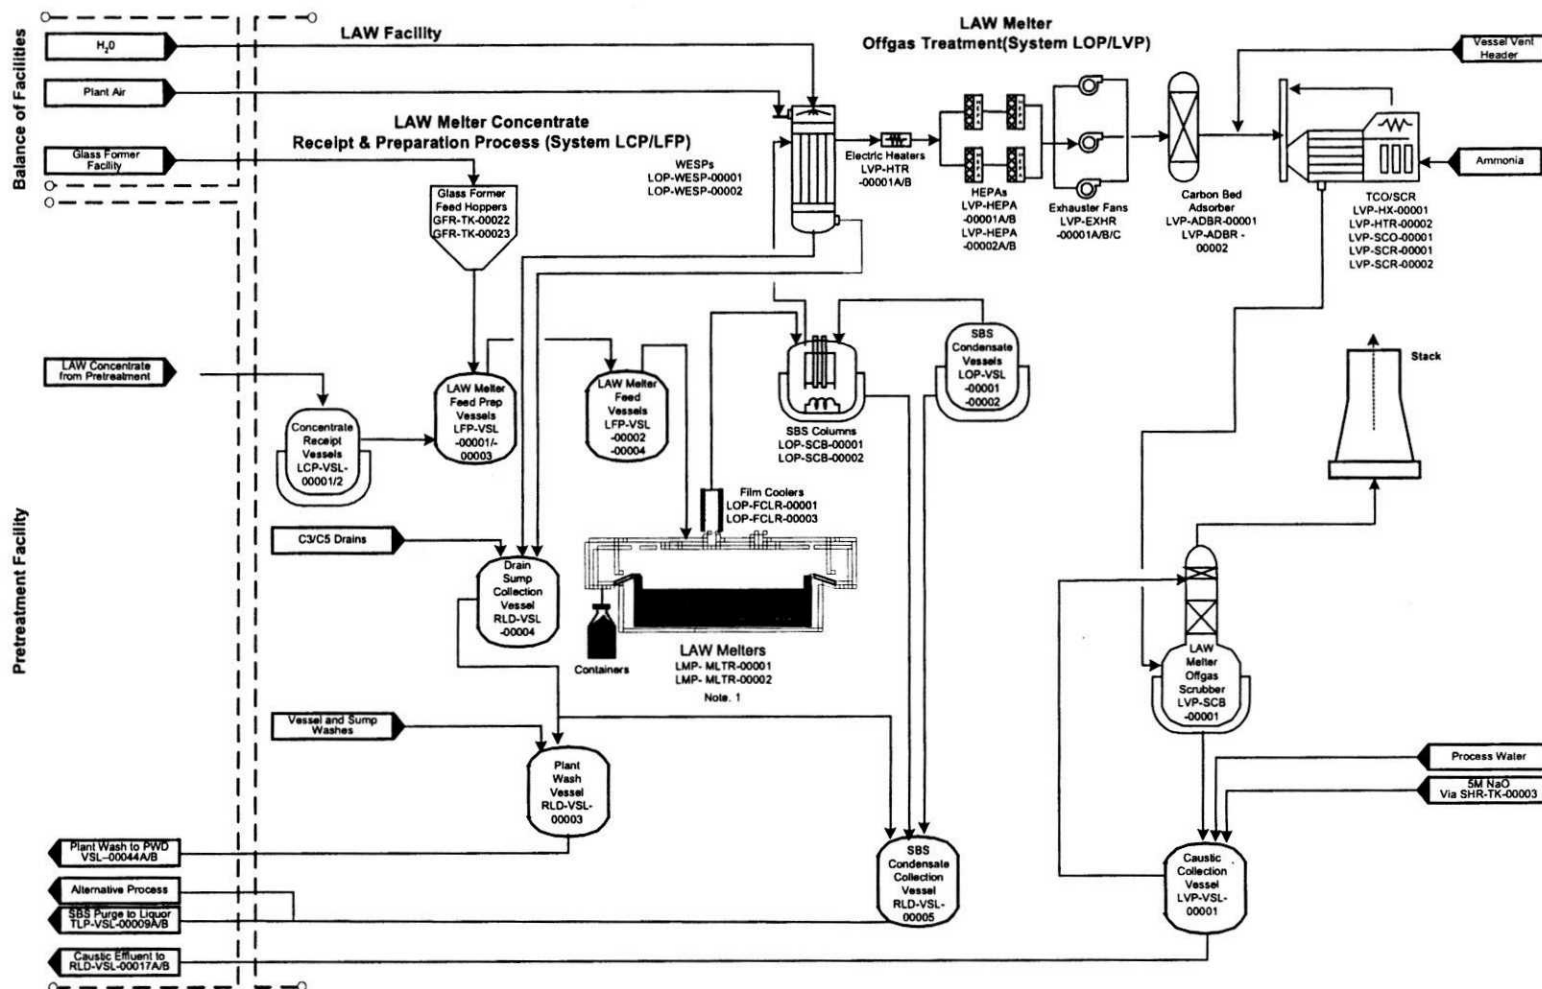 Balance of Facilities
Pretreatment Facility
H₂0
Plant Air
Glass Former
Facility
LAW Concentrate
from Pretreatment
LAW Facility
LAW Melter Concentrate
Receipt & Preparation Process (System LCP/LFP)
LAW Melter
Offgas Treatment(System LOP/LVP)
Vessel Vent
Header
Ammonia
Glass Former
Feed Hoppers
GFR-TK-00022
GFR-TK-00023
WESPs
LOP-WESP-00001
LOP-WESP-00002
Electric Heaters
LVP-HTR
-00001A/B
HEPA
HEPA
HEPA
HEPA
HEPAs
LVP-HEPA
-00001A/B
LVP-HEPA
-00002A/B
Exhauster Fans
LVP-EXHR
-00001A/B/C
Carbon Bed
Adsorber
LVP-ADBR-00001
LVP-ADBR -
00002
TCO/SCR
LVP-HX-00001
LVP-HTR-00002
LVP-SCO-00001
LVP-SCR-00001
LVP-SCR-00002
Concentrate
Receipt
Vessels
LCP-VSL-
00001/2
LAW Melter
Feed Prep
Vessels
LFP-VSL
-00001/-
00003
LAW Melter
Feed
Vessels
LFP-VSL
-00002
-00004
SBS Columns
LOP-SCB-00001
LOP-SCB-00002
SBS
Condensate
Vessels
LOP-VSL
-00001
-00002
Stack
Film Coolers
LOP-FCLR-00001
LOP-FCLR-00003
C3/C5 Drains
Drain
Sump
Collection
Vessel
RLD-VSL
-00004
Containers
LAW Melters
LMP- MLTR-00001
LMP- MLTR-00002
Note. 1
LAW
Melter
Offgas
Scrubber
LVP-SCB
-00001
Vessel and Sump
Washes
Plant
Wash
Vessel
RLD-VSL-
00003
Process Water
5M NaO
Via SHR-TK-00003
SBS
Condensate
Collection
Vessel
RLD-VSL-
00005
Caustic
Collection
Vessel
LVP-VSL-
00001
Plant Wash to PWD
VSL--00044A/B
Alternative Process
SBS Purge to Liquor
TLP-VSL-00009A/B
Caustic Effluent to
RLD-VSL-00017A/B